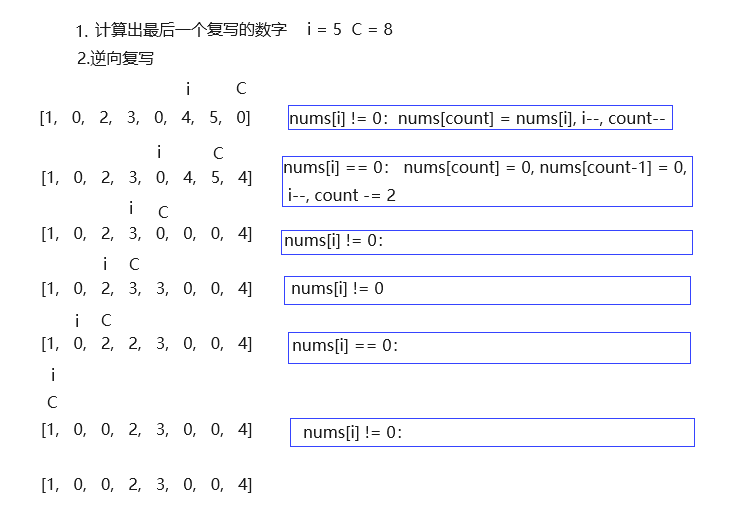 1. 计算出最后一个复写的数字 i = 5 C = 8
2.逆向复写
i C
[1, 0, 2, 3, 0, 4, 5, 0] nums[i] != 0: nums[count] = nums[i], i--, count--
i C
[1, 0, 2, 3, 0, 4, 5, 4] nums[i] == 0: nums[count] = 0, nums[count-1] = 0,
i--, count -= 2
i C
[1, 0, 2, 3, 0, 0, 0, 4] nums[i] != 0:
i C
[1, 0, 2, 3, 3, 0, 0, 4] nums[i] != 0
i C
[1, 0, 2, 2, 3, 0, 0, 4] nums[i] == 0:
i
C
[1, 0, 0, 2, 3, 0, 0, 4] nums[i] != 0:
[1, 0, 0, 2, 3, 0, 0, 4]